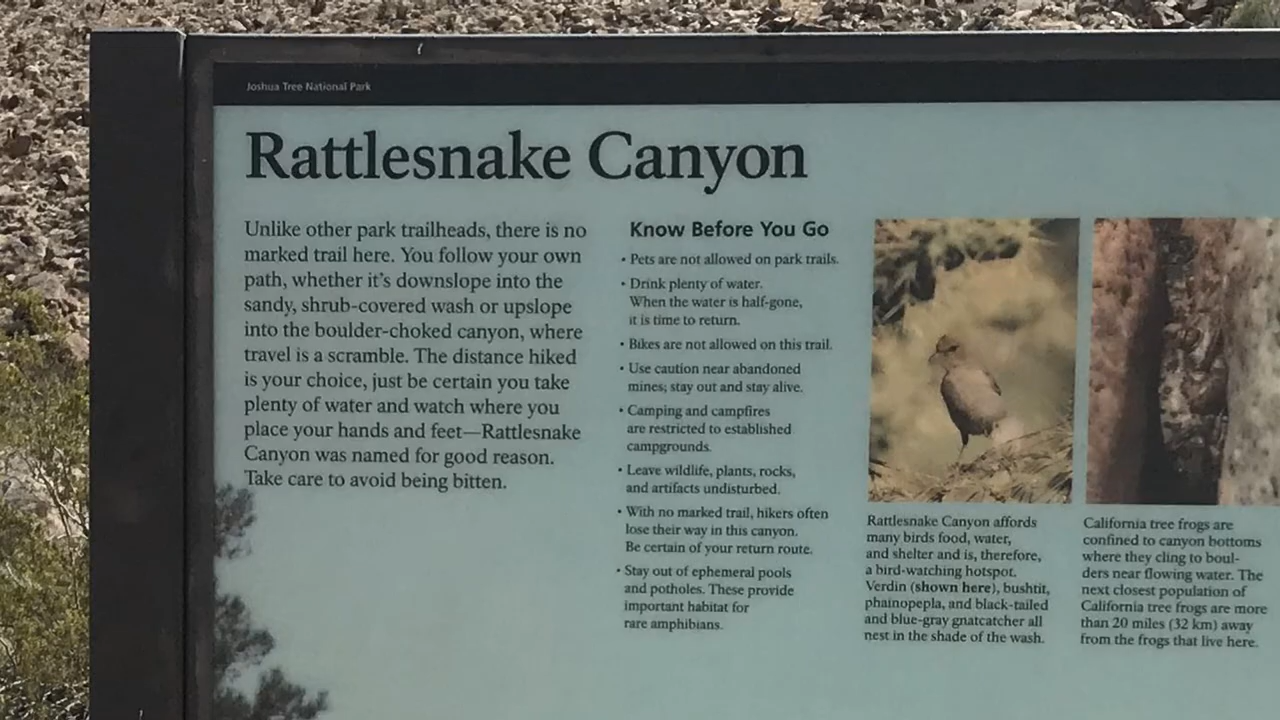 Joshua Tree National Park
Rattlesnake Canyon
Unlike other park trailheads, there is no
marked trail here. You follow your own
path, whether it's downslope into the
sandy, shrub-covered wash or upslope
into the boulder-choked canyon, where
travel is a scramble. The distance hiked
is your choice, just be certain you take
plenty of water and watch where you
place your hands and feet—Rattlesnake
Canyon was named for good reason.
Take care to avoid being bitten.
Know Before You Go
• Pets are not allowed on park trails.
• Drink plenty of water.
When the water is half-gone,
it is time to return.
• Bikes are not allowed on this trail.
• Use caution near abandoned
mines; stay out and stay alive.
• Camping and campfires
are restricted to established
campgrounds.
• Leave wildlife, plants, rocks,
and artifacts undisturbed.
• With no marked trail, hikers often
lose their way in this canyon.
Be certain of your return route.
• Stay out of ephemeral pools
and potholes. These provide
important habitat for
rare amphibians.
Rattlesnake Canyon affords
many birds food, water,
and shelter and is, therefore,
a bird-watching hotspot.
Verdin (shown here), bushtit,
phainopepla, and black-tailed
and blue-gray gnatcatcher all
nest in the shade of the wash.
California tree frogs are
confined to canyon bottoms
where they cling to boul-
ders near flowing water. The
next closest population of
California tree frogs are more
than 20 miles (32 km) away
from the frogs that live here.